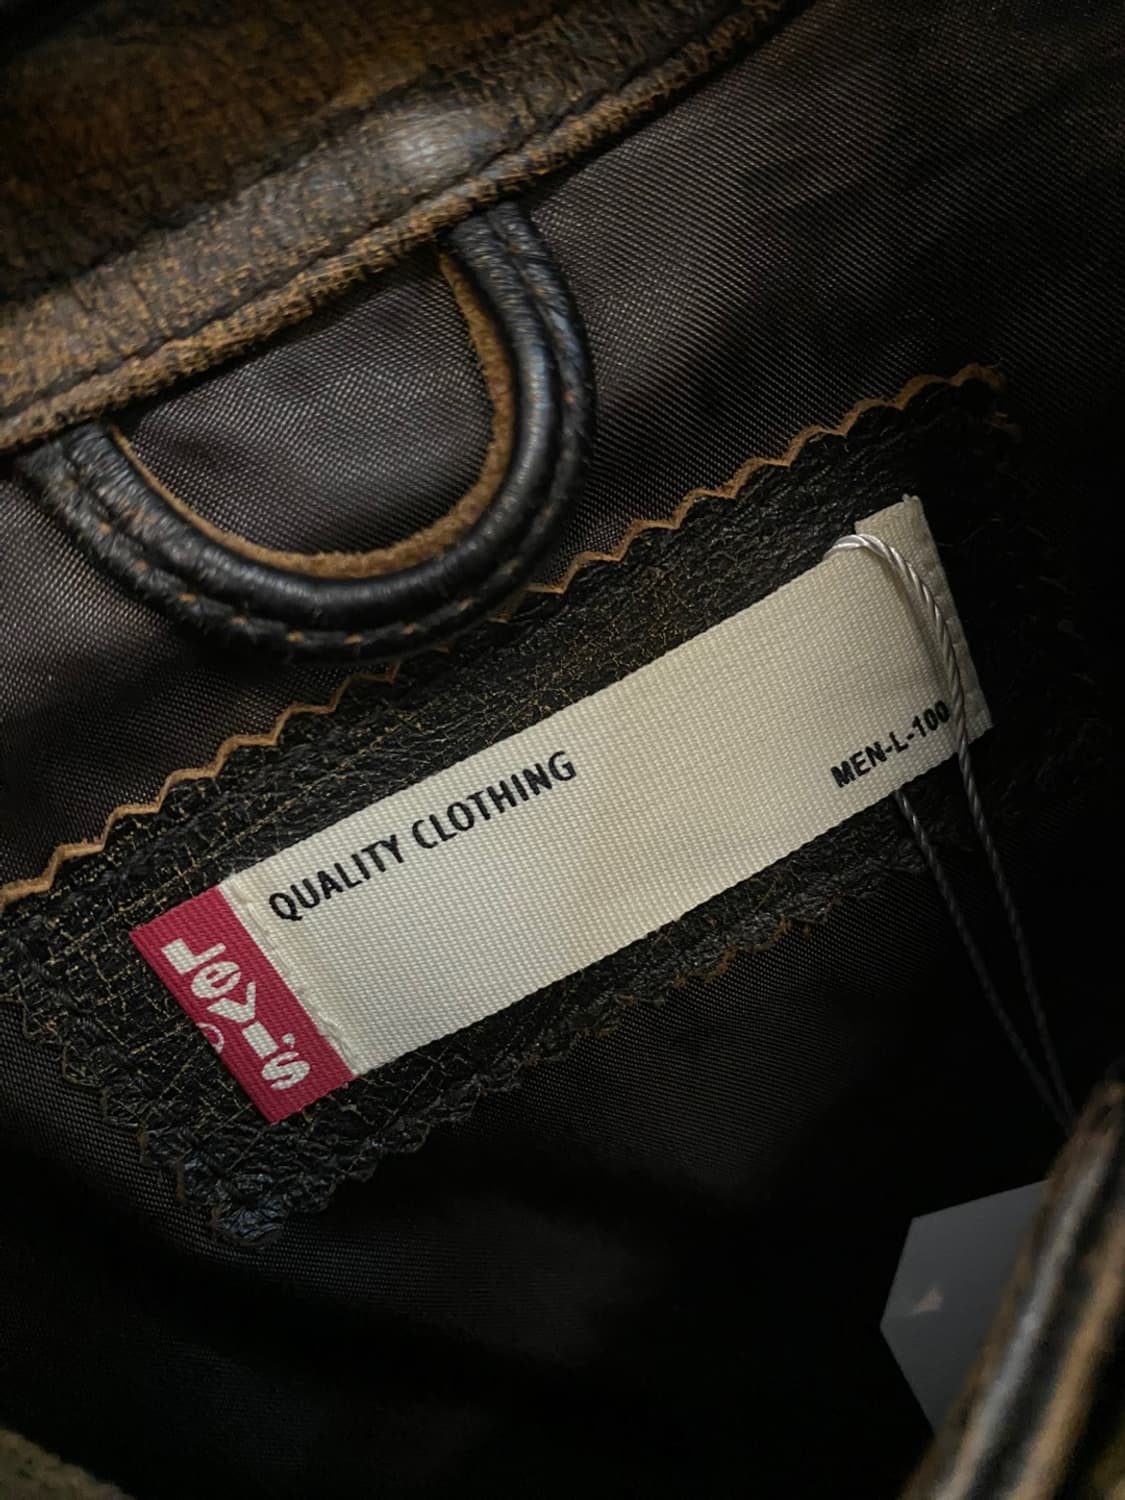 Levi's
®
QUALITY CLOTHING
MEN-L-100